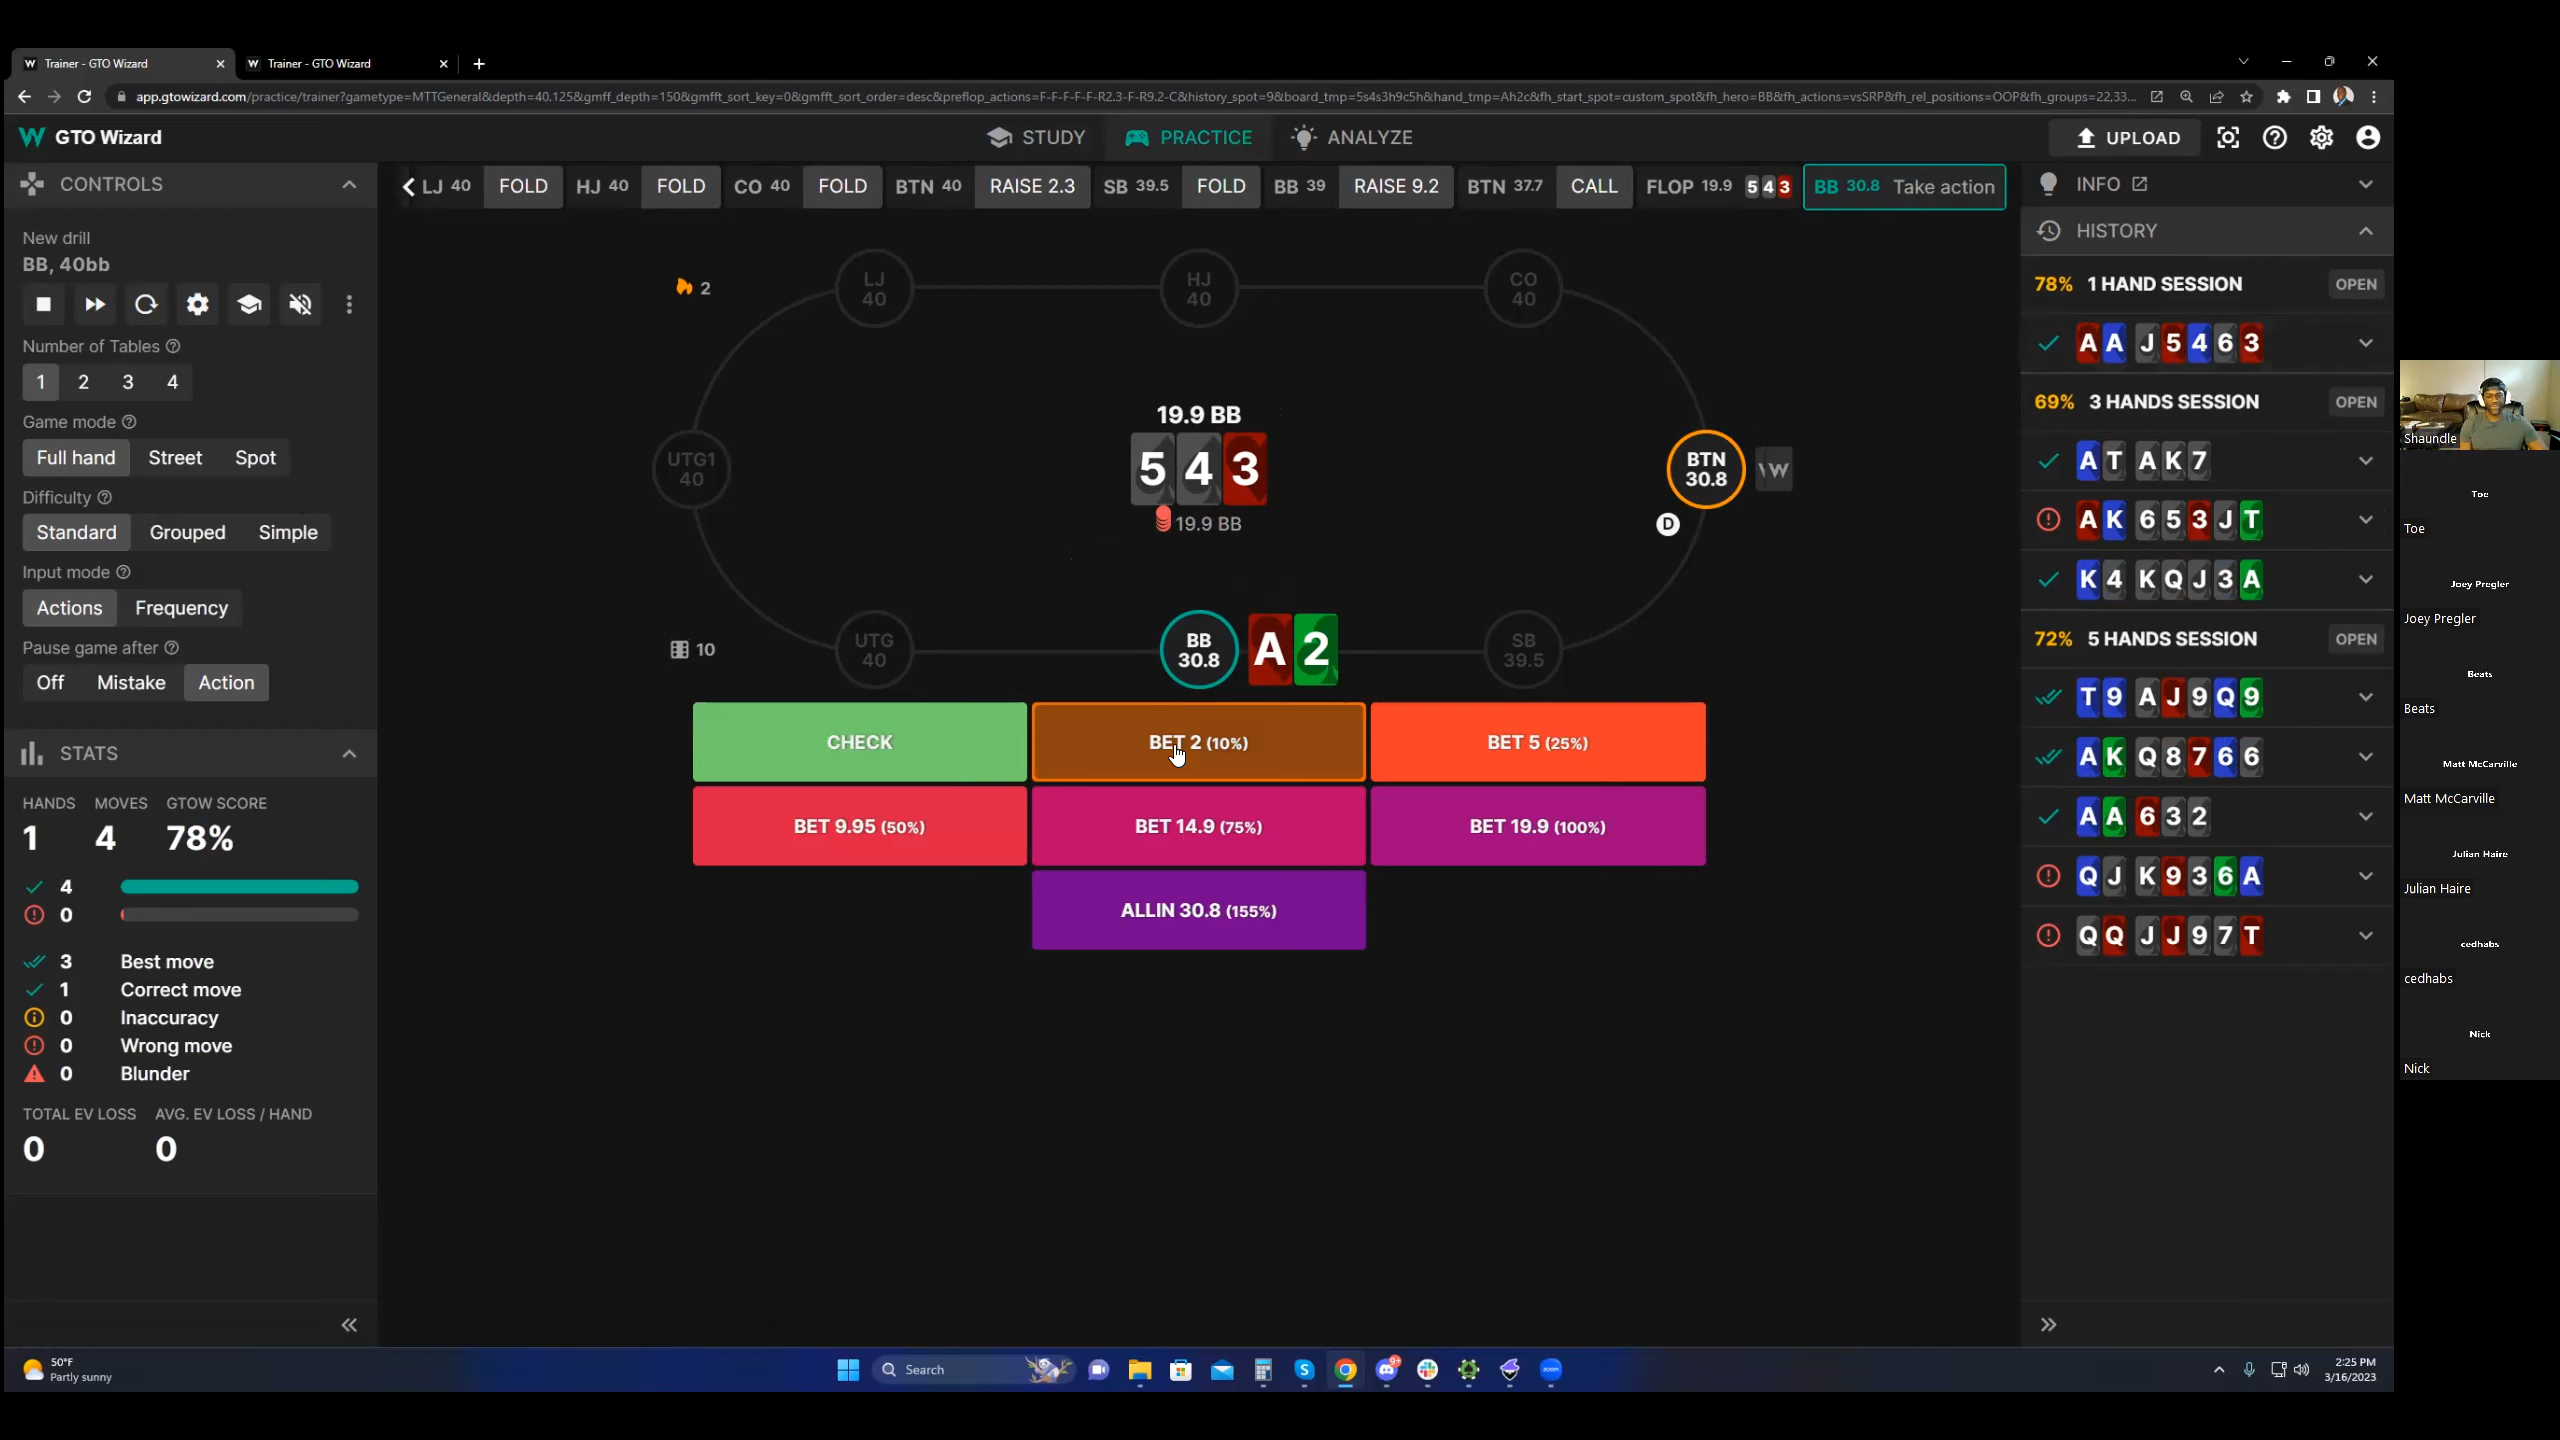 Trainer - GTO Wizard
Trainer - GTO Wizard
app.gtowizard.com/practice/trainer?gametype=MTTGeneral&depth=40.125&gmff_depth=150&gmfft_sort_key=0&gmfft_sort_order=desc&preflop_actions=F-F-F-F-F-R2.3-F-R9.2-C&history_spot=9&board_tmp=5s4s3h9c5h&hand_tmp=Ah2c&fh_start_spot=custom_spot&fh_hero=BB&fh_actions=vsSRP&fh_rel_positions=OOP&fh_groups=22,33...
W GTO Wizard
STUDY
PRACTICE
ANALYZE
UPLOAD
CONTROLS
LJ 40 FOLD HJ 40 FOLD CO 40 FOLD BTN 40 RAISE 2.3 SB 39.5 FOLD BB 39 RAISE 9.2 BTN 37.7 CALL FLOP 19.9 5 4 3 BB 30.8 Take action
New drill
BB, 40bb
Number of Tables
1 2 3 4
Game mode
Full hand Street Spot
Difficulty
Standard Grouped Simple
Input mode
Actions Frequency
Pause game after
Off Mistake Action
STATS
HANDS MOVES GTOW SCORE
1 4 78%
4
0
3 Best move
1 Correct move
0 Inaccuracy
0 Wrong move
0 Blunder
TOTAL EV LOSS AVG. EV LOSS / HAND
0 0
2
LJ
40
HJ
40
CO
40
UTG1
40
19.9 BB
5 4 3
19.9 BB
BTN
30.8
W
D
10
UTG
40
BB
30.8
A 2
SB
39.5
CHECK
BET 2 (10%)
BET 5 (25%)
BET 9.95 (50%)
BET 14.9 (75%)
BET 19.9 (100%)
ALLIN 30.8 (155%)
INFO
HISTORY
78% 1 HAND SESSION OPEN
A A J 5 4 6 3
69% 3 HANDS SESSION OPEN
A T A K 7
A K 6 5 3 J T
K 4 K Q J 3 A
72% 5 HANDS SESSION OPEN
T 9 A J 9 Q 9
A K Q 8 7 6 6
A A 6 3 2
Q J K 9 3 6 A
Q Q J J 9 7 T
Shaundle
Toe
Toe
Joey Pregler
Joey Pregler
Beats
Beats
Matt McCarville
Matt McCarville
Julian Haire
Julian Haire
cedhabs
cedhabs
Nick
Nick
50°F
Partly sunny
Search
9+
zoom
2:25 PM
3/16/2023